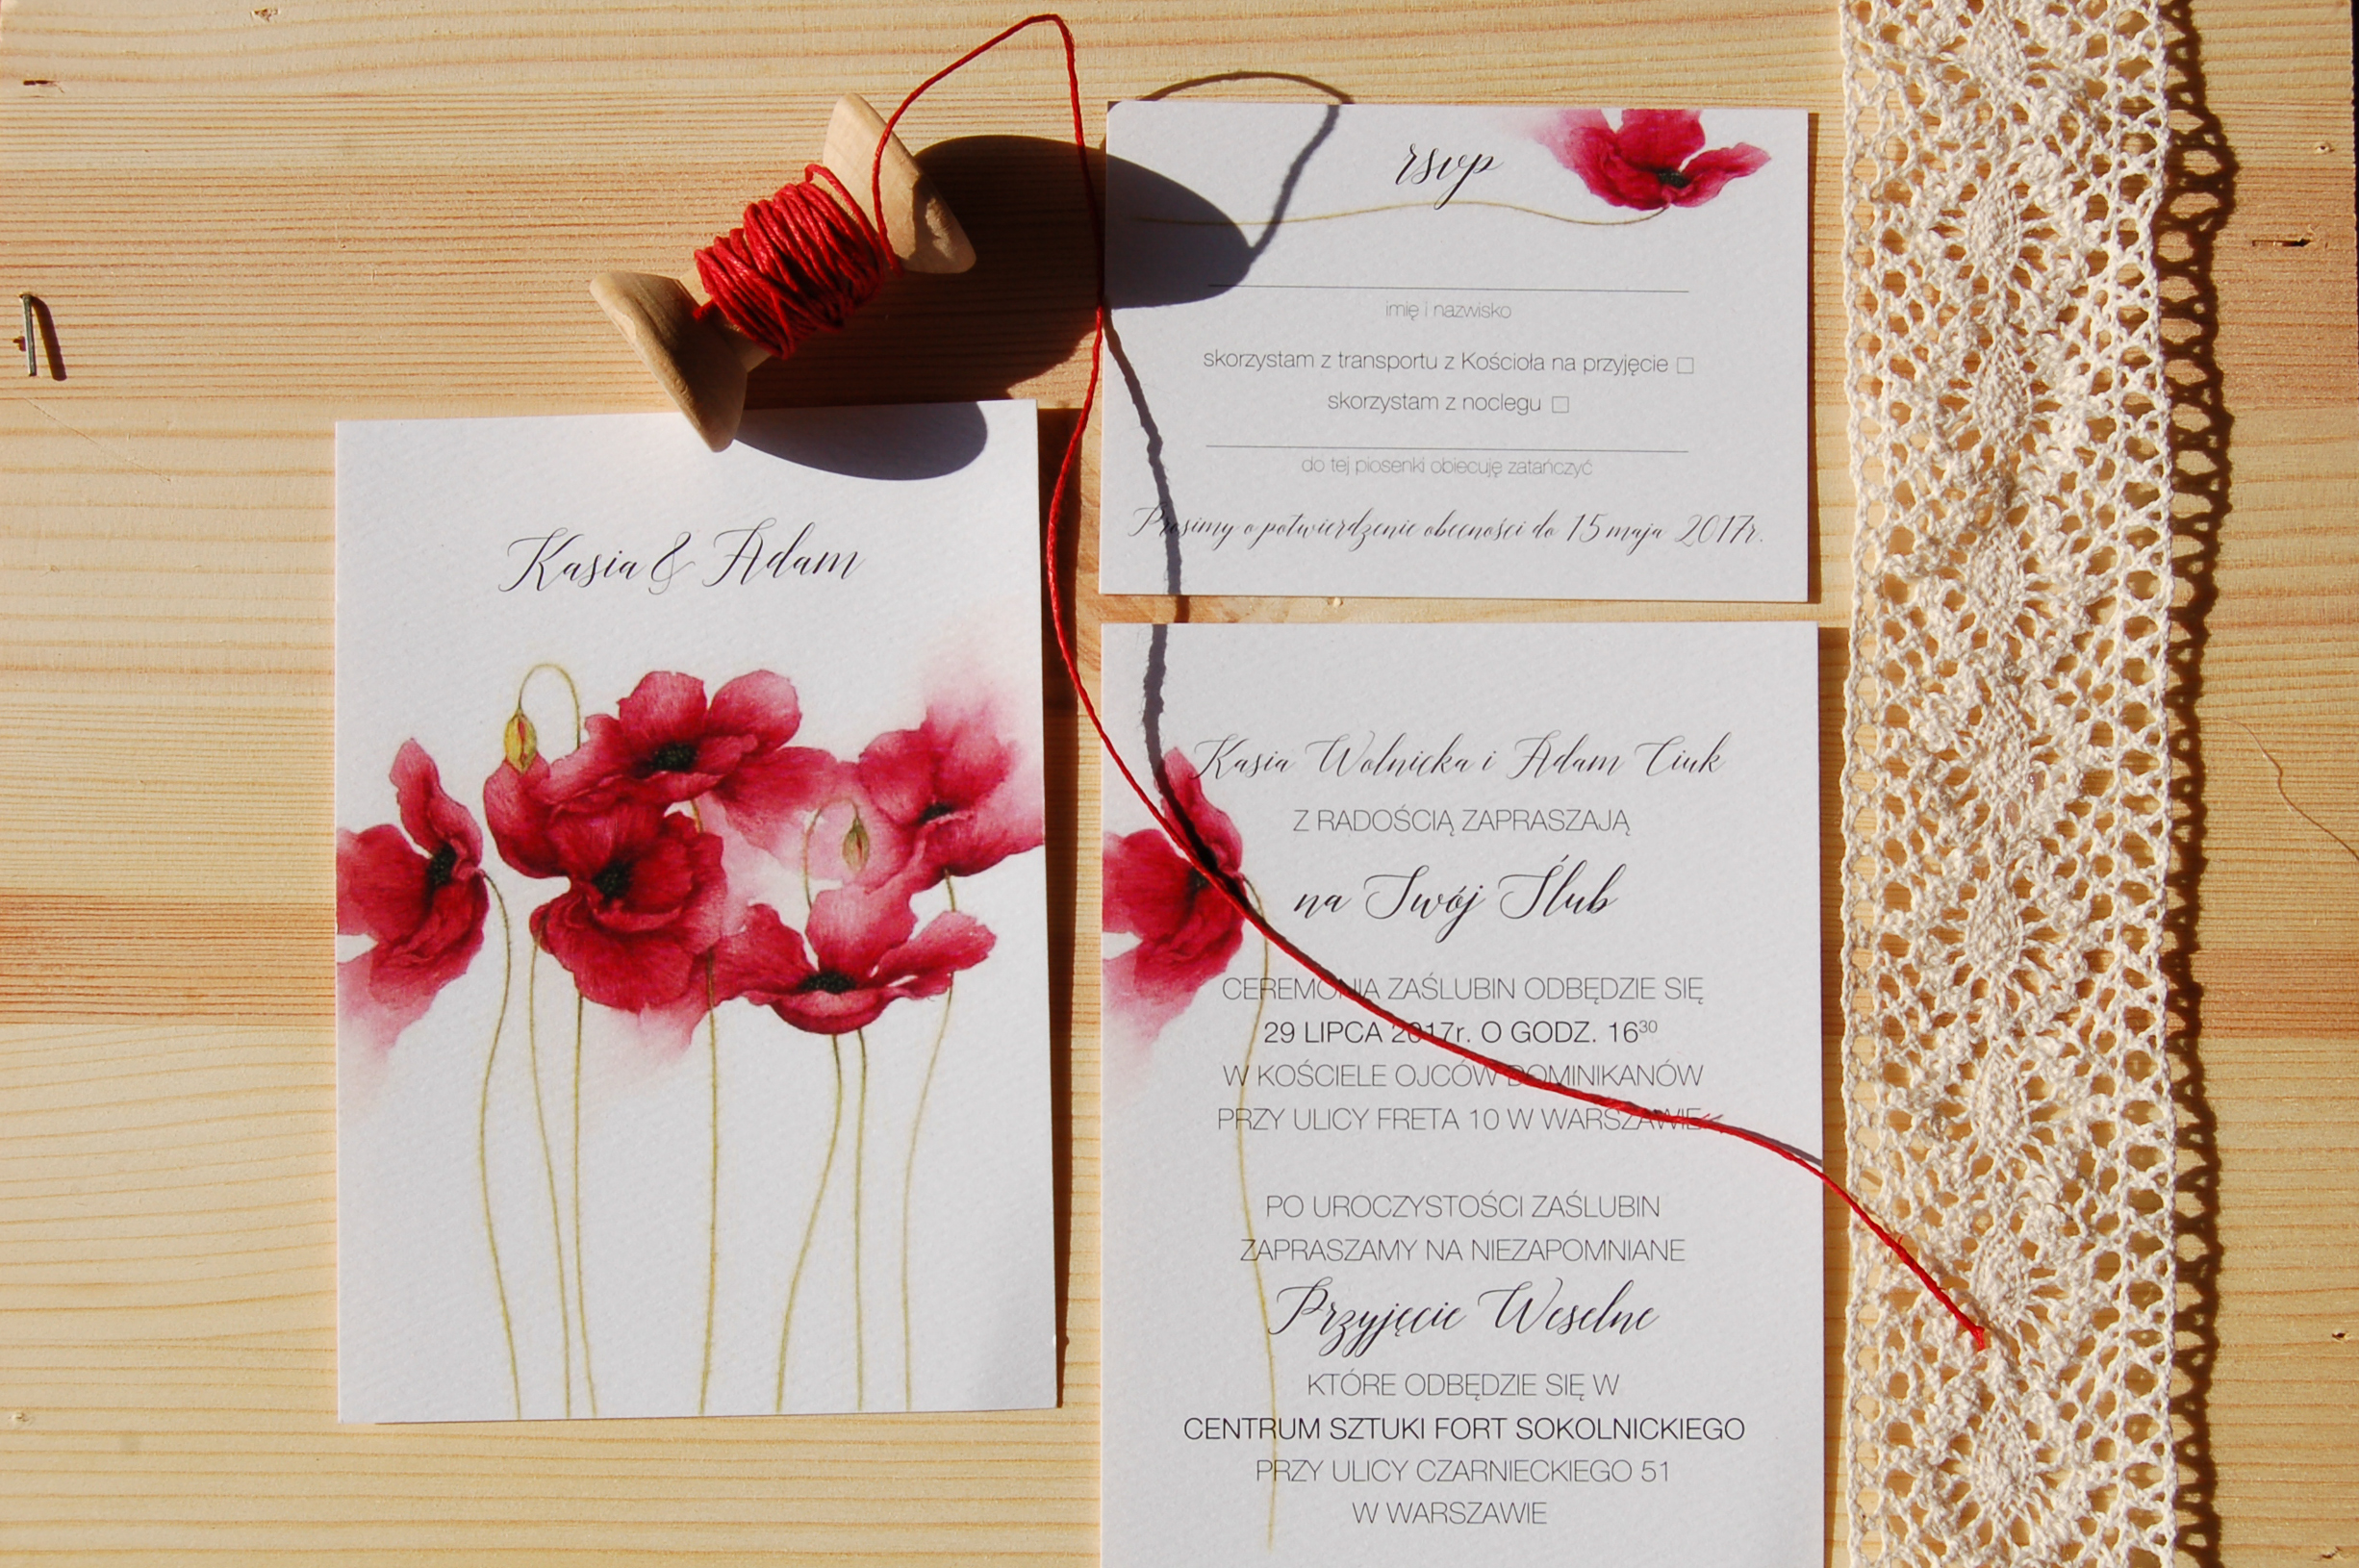 Kasia & Adam
rsvp
imię i nazwisko
skorzystam z transportu z Kościoła na przyjęcie
skorzystam z noclegu
do tej piosenki obiecuję zatańczyć
Prosimy o potwierdzenie obecności do 15 maja 2017r.
Kasia Wolnicka i Adam Ciuk
Z RADOŚCIĄ ZAPRASZAJĄ
na Swój Ślub
CEREMONIA ZAŚLUBIN ODBĘDZIE SIĘ
29 LIPCA 2017r. O GODZ. 16³⁰
W KOŚCIELE OJCÓW DOMINIKANÓW
PRZY ULICY FRETA 10 W WARSZAWIE
PO UROCZYSTOŚCI ZAŚLUBIN
ZAPRASZAMY NA NIEZAPOMNIANE
Przyjęcie Weselne
KTÓRE ODBĘDZIE SIĘ W
CENTRUM SZTUKI FORT SOKOLNICKIEGO
PRZY ULICY CZARNIECKIEGO 51
W WARSZAWIE